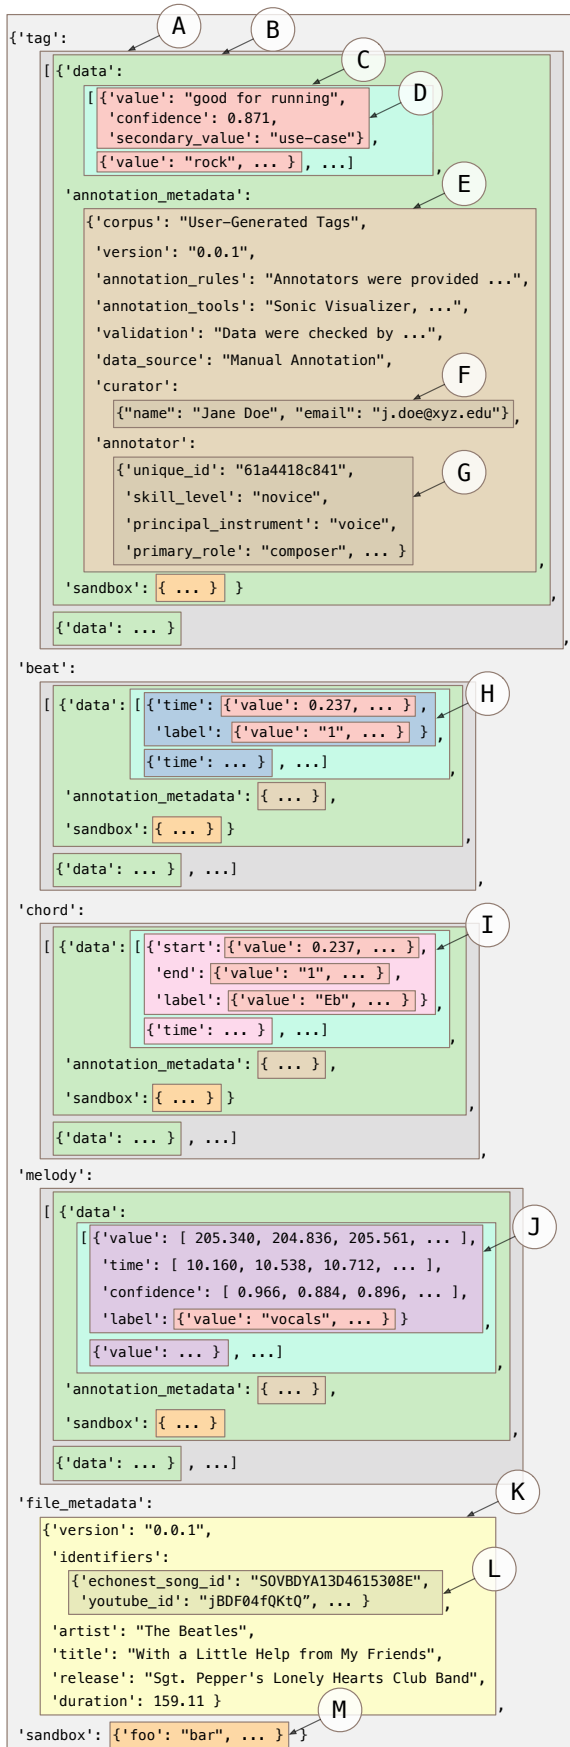 A
B
{'tag':
C
[ {'data':
D
[ {'value': "good for running",
'confidence': 0.871,
'secondary_value': "use-case"} ,
{'value': "rock", ... } , ...]
,
'annotation_metadata':
E
{'corpus': "User-Generated Tags",
'version': "0.0.1",
'annotation_rules': "Annotators were provided ...",
'annotation_tools': "Sonic Visualizer, ...",
'validation': "Data were checked by ...",
'data_source': "Manual Annotation",
'curator':
F
{"name": "Jane Doe", "email": "j.doe@xyz.edu"} ,
'annotator':
G
{'unique_id': "61a4418c841",
'skill_level': "novice",
'principal_instrument': "voice",
'primary_role': "composer", ... }
,
'sandbox': { ... } }
,
{'data': ... }
,
'beat':
H
[ {'data': [ {'time': {'value': 0.237, ... } ,
'label': {'value': "1", ... } }
,
{'time': ... } , ...]
,
'annotation_metadata': { ... } ,
'sandbox': { ... } }
,
{'data': ... } , ...]
,
'chord':
I
[ {'data': [ {'start': {'value': 0.237, ... } ,
'end': {'value': "1", ... } ,
'label': {'value': "Eb", ... } }
,
{'time': ... } , ...]
,
'annotation_metadata': { ... } ,
'sandbox': { ... } }
,
{'data': ... } , ...]
,
'melody':
[ {'data':
J
[ {'value': [ 205.340, 204.836, 205.561, ... ],
'time': [ 10.160, 10.538, 10.712, ... ],
'confidence': [ 0.966, 0.884, 0.896, ... ],
'label': {'value': "vocals", ... } }
,
{'value': ... } , ...]
,
'annotation_metadata': { ... } ,
'sandbox': { ... }
,
{'data': ... } , ...]
,
'file_metadata':
K
{'version': "0.0.1",
'identifiers':
L
{'echonest_song_id': "SOVBDYA13D4615308E",
'youtube_id': "jBDF04fQKtQ”, ... }
,
'artist': "The Beatles",
'title': "With a Little Help from My Friends",
'release': "Sgt. Pepper's Lonely Hearts Club Band",
'duration': 159.11 }
,
M
'sandbox': {'foo': "bar", ... } }